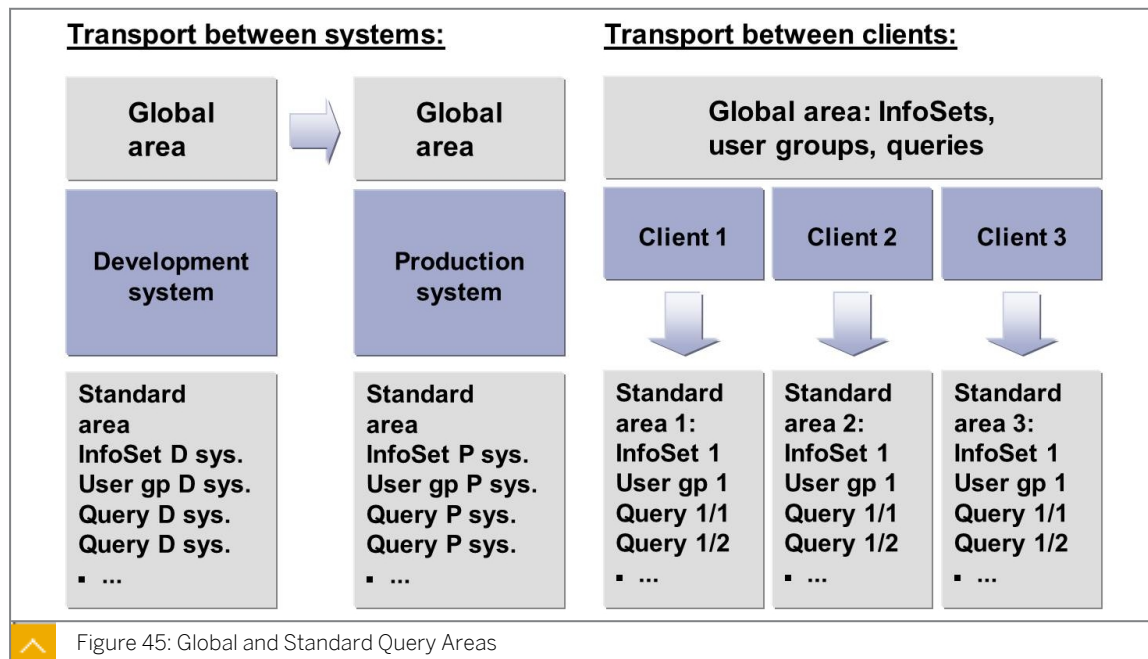 Transport between systems:
Global
area
Global
area
Development
system
Production
system
Standard
area
InfoSet D sys.
User gp D sys.
Query D sys.
Query D sys.
▪ ...
Standard
area
InfoSet P sys.
User gp P sys.
Query P sys.
Query P sys.
▪ ...
Transport between clients:
Global area: InfoSets,
user groups, queries
Client 1
Client 2
Client 3
Standard
area 1:
InfoSet 1
User gp 1
Query 1/1
Query 1/2
▪ ...
Standard
area 2:
InfoSet 1
User gp 1
Query 1/1
Query 1/2
▪ ...
Standard
area 3:
InfoSet 1
User gp 1
Query 1/1
Query 1/2
▪ ...
Figure 45: Global and Standard Query Areas